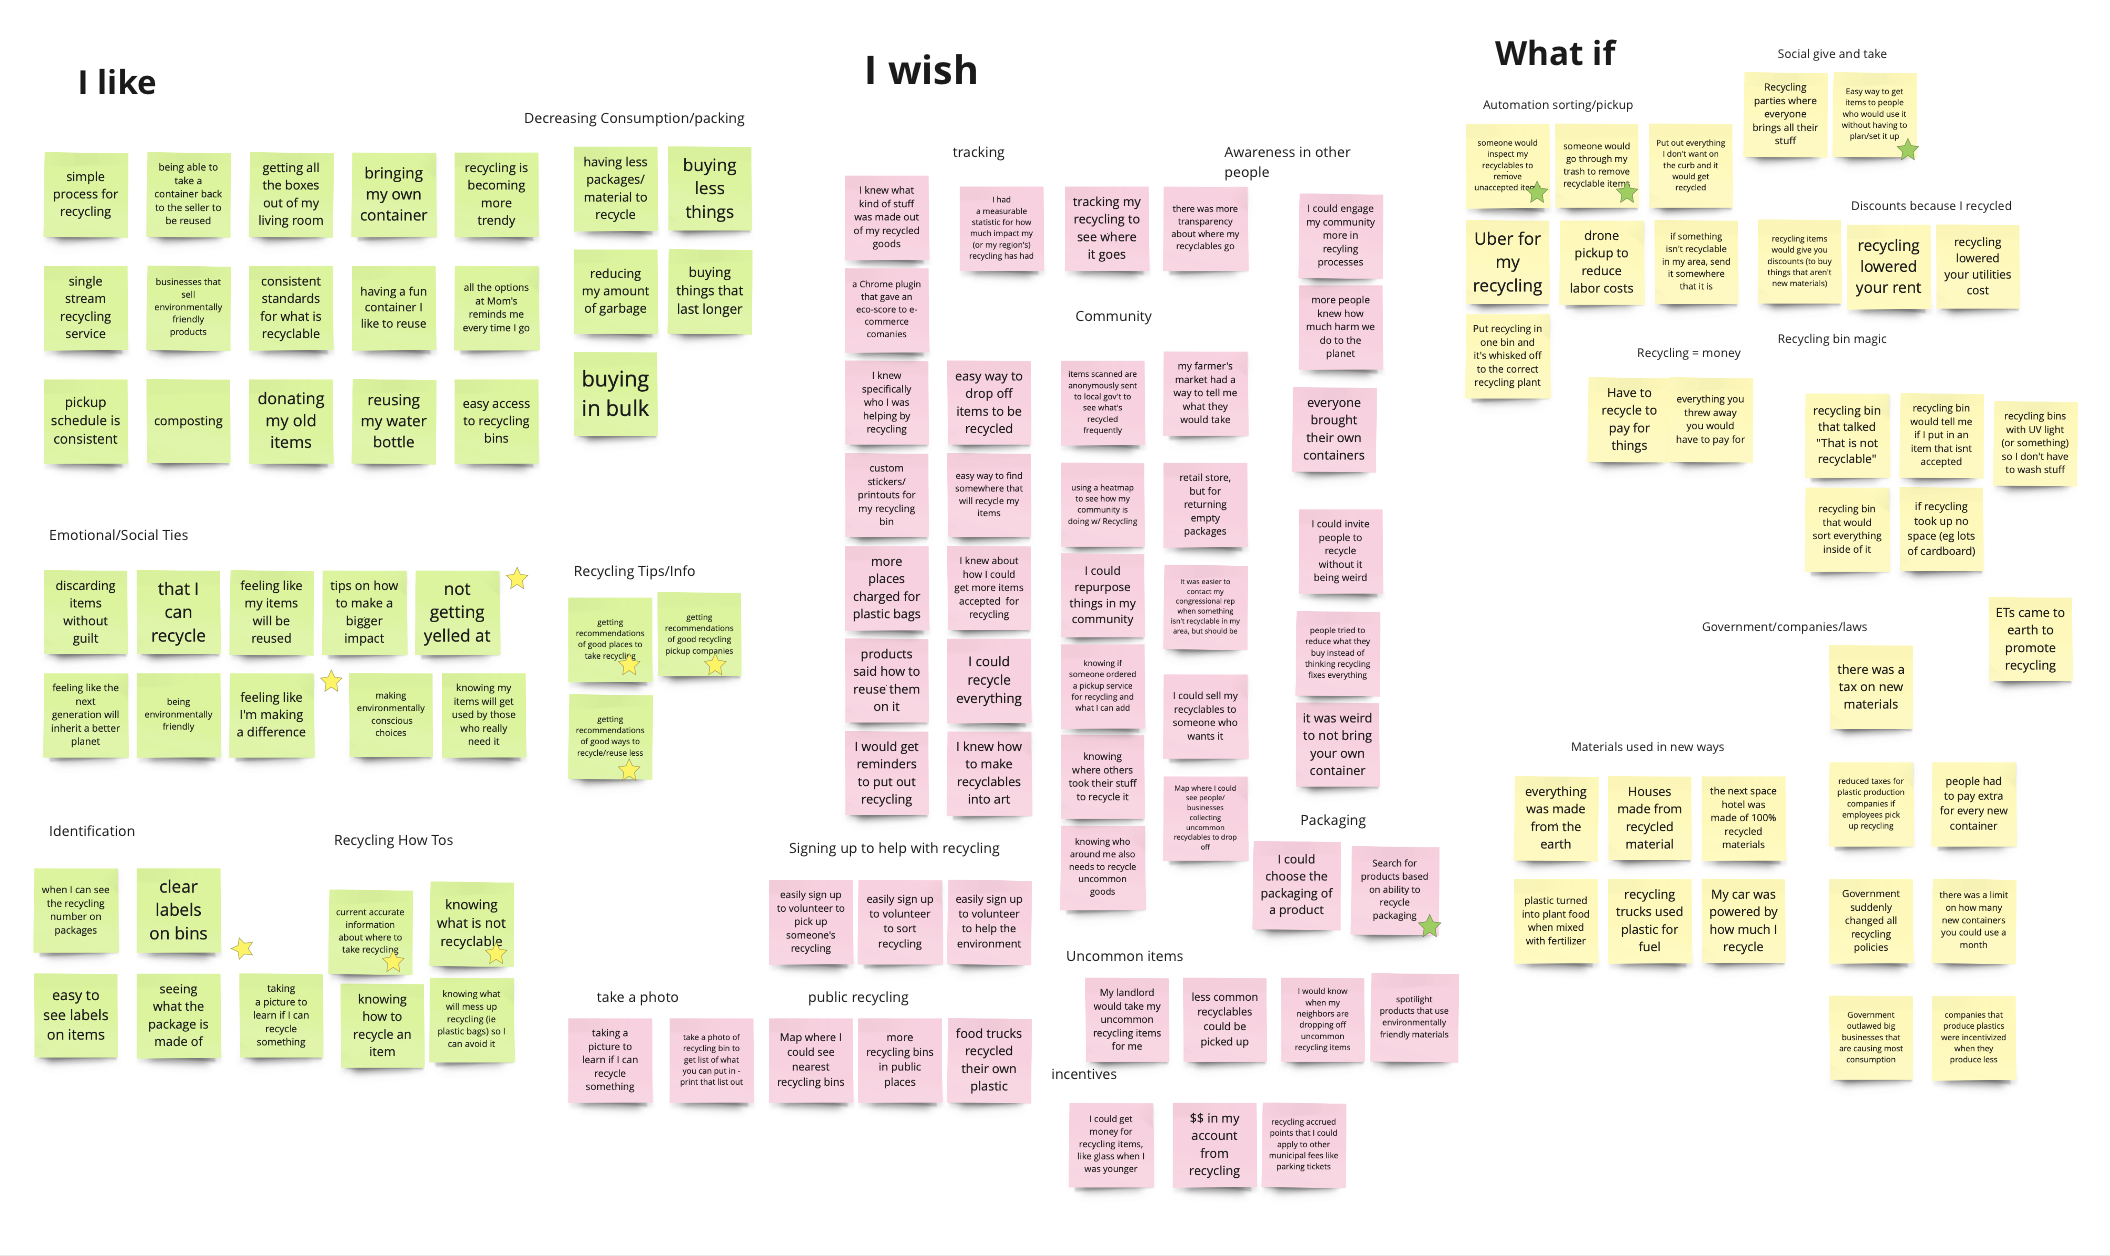 I like
simple
process for
recycling
being able to
take a
container back
to the seller to
be reused
getting all
the boxes
out of my
living room
bringing
my own
container
recycling is
becoming
more
trendy
single
stream
recycling
service
businesses that
sell
environmentally
friendly
products
consistent
standards
for what is
recyclable
having a fun
container I
like to reuse
all the options
at Mom's
reminds me
every time I go
pickup
schedule is
consistent
composting
donating
my old
items
reusing
my water
bottle
easy access
to recycling
bins
Decreasing Consumption/packing
having less
packages/
material to
recycle
buying
less
things
reducing
my amount
of garbage
buying
things that
last longer
buying
in bulk
Emotional/Social Ties
discarding
items
without
guilt
that I
can
recycle
feeling like
my items
will be
reused
tips on how
to make a
bigger
impact
not
getting
yelled at
feeling like the
next
generation will
inherit a better
planet
being
environmentally
friendly
feeling like
I'm making
a difference
making
environmentally
conscious
choices
knowing my
items will get
used by those
who really
need it
Recycling Tips/Info
getting
recommendations
of good places to
take recycling
getting
recommendations
of good recycling
pickup companies
getting
recommendations
of good ways to
recycle/reuse less
Identification
when I can see
the recycling
number on
packages
clear
labels
on bins
easy to
see labels
on items
seeing
what the
package is
made of
taking
a picture to
learn if I can
recycle
something
Recycling How Tos
current accurate
information
about where to
take recycling
knowing
what is not
recyclable
knowing
how to
recycle an
item
knowing what
will mess up
recycling (ie
plastic bags) so I
can avoid it
I wish
I knew what
kind of stuff
was made out
of my recycled
goods
a Chrome plugin
that gave an
eco-score to e-
commerce
comanies
I knew
specifically
who I was
helping by
recycling
easy way to
drop off
items to be
recycled
custom
stickers/
printouts for
my recycling
bin
easy way to find
somewhere that
will recycle my
items
more
places
charged for
plastic bags
I knew about
how I could
get more items
accepted for
recycling
products
said how to
reuse them
on it
I could
recycle
everything
I would get
reminders
to put out
recycling
I knew how
to make
recyclables
into art
tracking
I had
a measurable
statistic for how
much impact my
(or my region's)
recycling has had
tracking my
recycling to
see where
it goes
there was more
transparency
about where my
recyclables go
Community
items scanned are
anonymously sent
to local gov't to
see what's
recycled
frequently
my farmer's
market had a
way to tell me
what they
would take
using a heatmap
to see how my
community is
doing w/ Recycling
retail store,
but for
returning
empty
packages
I could
repurpose
things in my
community
It was easier to
contact my
congressional rep
when something
isn't recyclable in my
area, but should be
knowing if
someone ordered
a pickup service
for recycling and
what I can add
I could sell my
recyclables to
someone who
wants it
knowing
where others
took their stuff
to recycle it
Map where I could
see people/
businesses
collecting
uncommon
recyclables to drop
off
knowing who
around me also
needs to recycle
uncommon
goods
Awareness in other
people
I could engage
my community
more in
recyling
processes
more people
knew how
much harm we
do to the
planet
everyone
brought
their own
containers
I could invite
people to
recycle
without it
being weird
people tried to
reduce what they
buy instead of
thinking recycling
fixes everything
it was weird
to not bring
your own
container
Packaging
I could
choose the
packaging of
a product
Search for
products based
on ability to
recycle
packaging
Signing up to help with recycling
easily sign up
to volunteer to
pick up
someone's
recycling
easily sign up
to volunteer
to sort
recycling
easily sign up
to volunteer
to help the
environment
take a photo
taking a
picture to
learn if I can
recycle
something
take a photo of
recycling bin to
get list of what
you can put in -
print that list out
public recycling
Map where I
could see
nearest
recycling bins
more
recycling bins
in public
places
food trucks
recycled
their own
plastic
Uncommon items
My landlord
would take my
uncommon
recycling items
for me
less common
recyclables
could be
picked up
I would know
when my
neighbors are
dropping off
uncommon
recycling items
spotilight
products that use
environmentally
friendly materials
incentives
I could get
money for
recycling items,
like glass when I
was younger
$$ in my
account
from
recycling
recycling accrued
points that I could
apply to other
municipal fees like
parking tickets
What if
Automation sorting/pickup
someone would
inspect my
recyclables to
remove
unaccepted items
someone would
go through my
trash to remove
recyclable items
Put out everything
I don't want on
the curb and it
would get
recycled
Uber for
my
recycling
drone
pickup to
reduce
labor costs
if something
isn't recyclable
in my area, send
it somewhere
that it is
Put recycling in
one bin and
it's whisked off
to the correct
recycling plant
Social give and take
Recycling
parties where
everyone
brings all their
stuff
Easy way to get
items to people
who would use it
without having to
plan/set it up
Discounts because I recycled
recycling items
would give you
discounts (to buy
things that aren't
new materials)
recycling
lowered
your rent
recycling
lowered
your utilities
cost
Recycling = money
Have to
recycle to
pay for
things
everything you
threw away
you would
have to pay for
Recycling bin magic
recycling bin
that talked
"That is not
recyclable"
recycling bin
would tell me
if I put in an
item that isnt
accepted
recycling bins
with UV light
(or something)
so I don't have
to wash stuff
recycling bin
that would
sort everything
inside of it
if recycling
took up no
space (eg lots
of cardboard)
ETs came to
earth to
promote
recycling
Government/companies/laws
there was a
tax on new
materials
reduced taxes for
plastic production
companies if
employees pick
up recycling
people had
to pay extra
for every new
container
Government
suddenly
changed all
recycling
policies
there was a limit
on how many
new containers
you could use a
month
Government
outlawed big
businesses that
are causing most
consumption
companies that
produce plastics
were incentivized
when they
produce less
Materials used in new ways
everything
was made
from the
earth
Houses
made from
recycled
material
the next space
hotel was
made of 100%
recycled
materials
plastic turned
into plant food
when mixed
with fertilizer
recycling
trucks used
plastic for
fuel
My car was
powered by
how much I
recycle